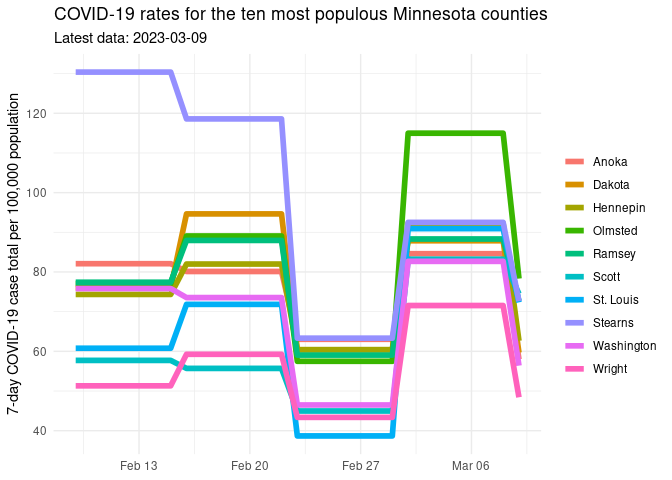 COVID-19 rates for the ten most populous Minnesota counties
Latest data: 2023-03-09
7-day COVID-19 case total per 100,000 population
120
100
80
60
40
Feb 13
Feb 20
Feb 27
Mar 06
Anoka
Dakota
Hennepin
Olmsted
Ramsey
Scott
St. Louis
Stearns
Washington
Wright